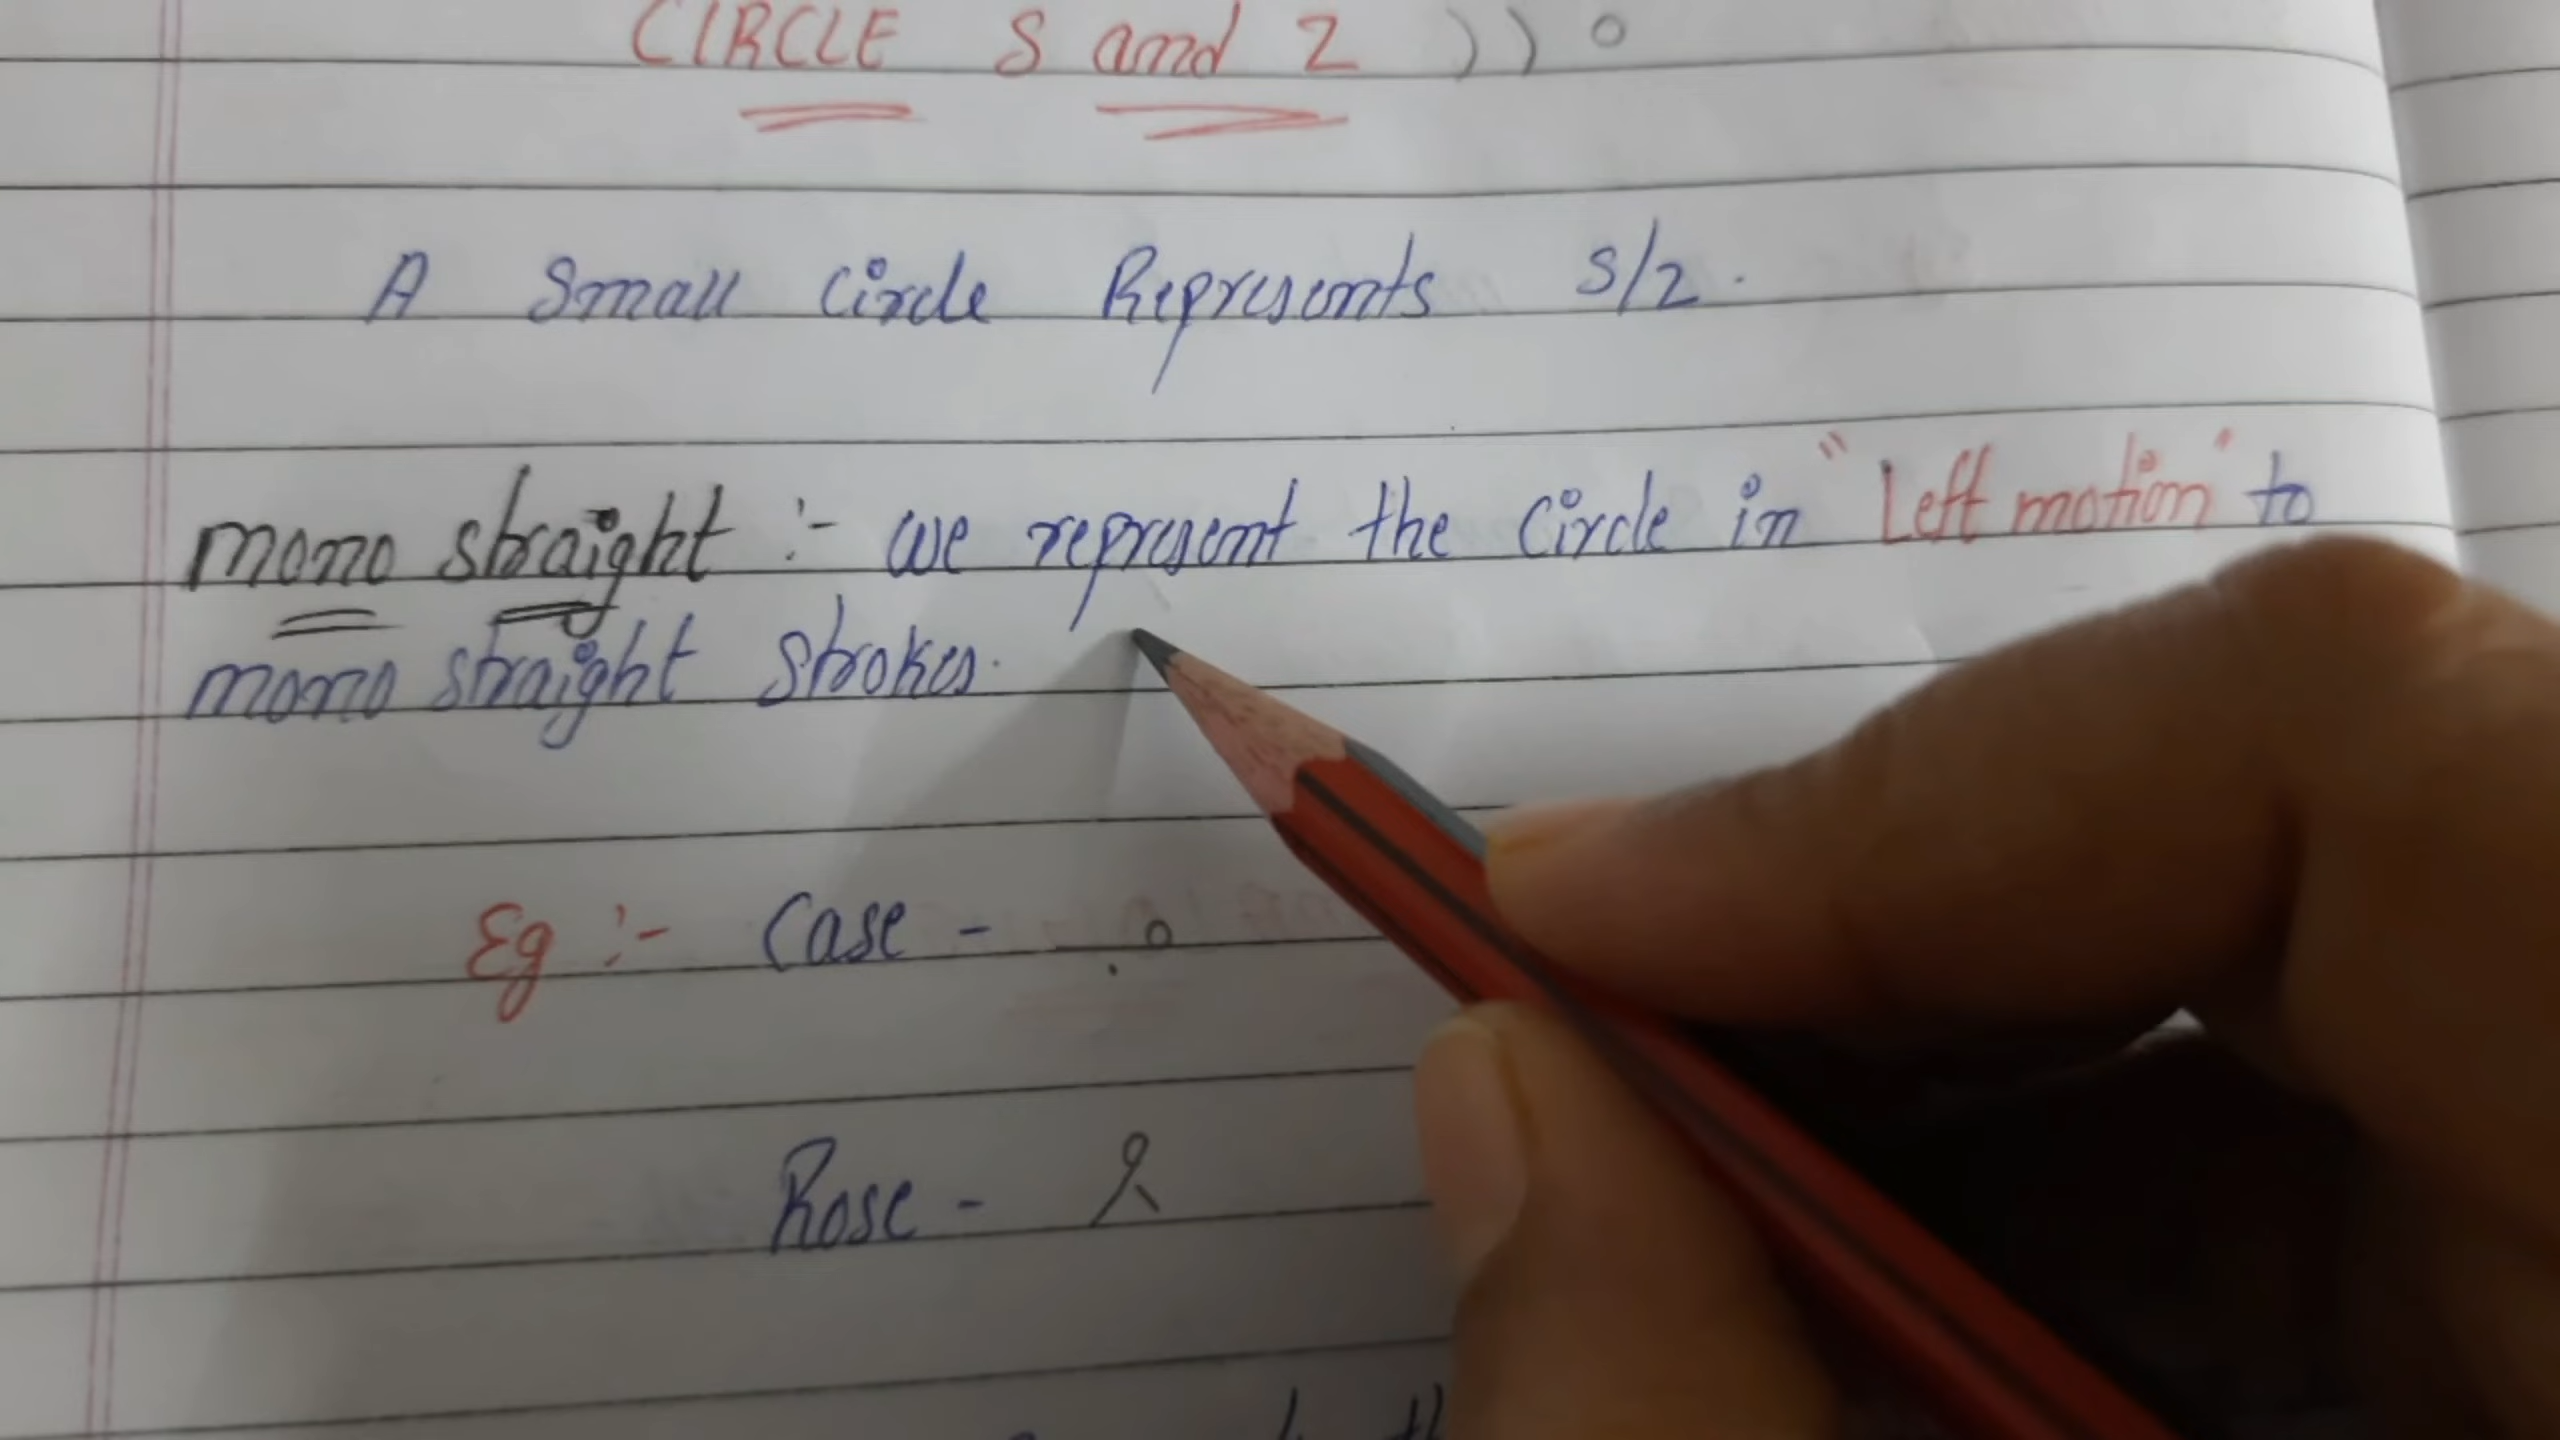 CIRCLE S and Z ) ) o
A Small Circle Represents S/Z.
mono straight :- we represent the Circle in "Left motion" to
mono straight strokes.
Eg :- Case -
Rose -